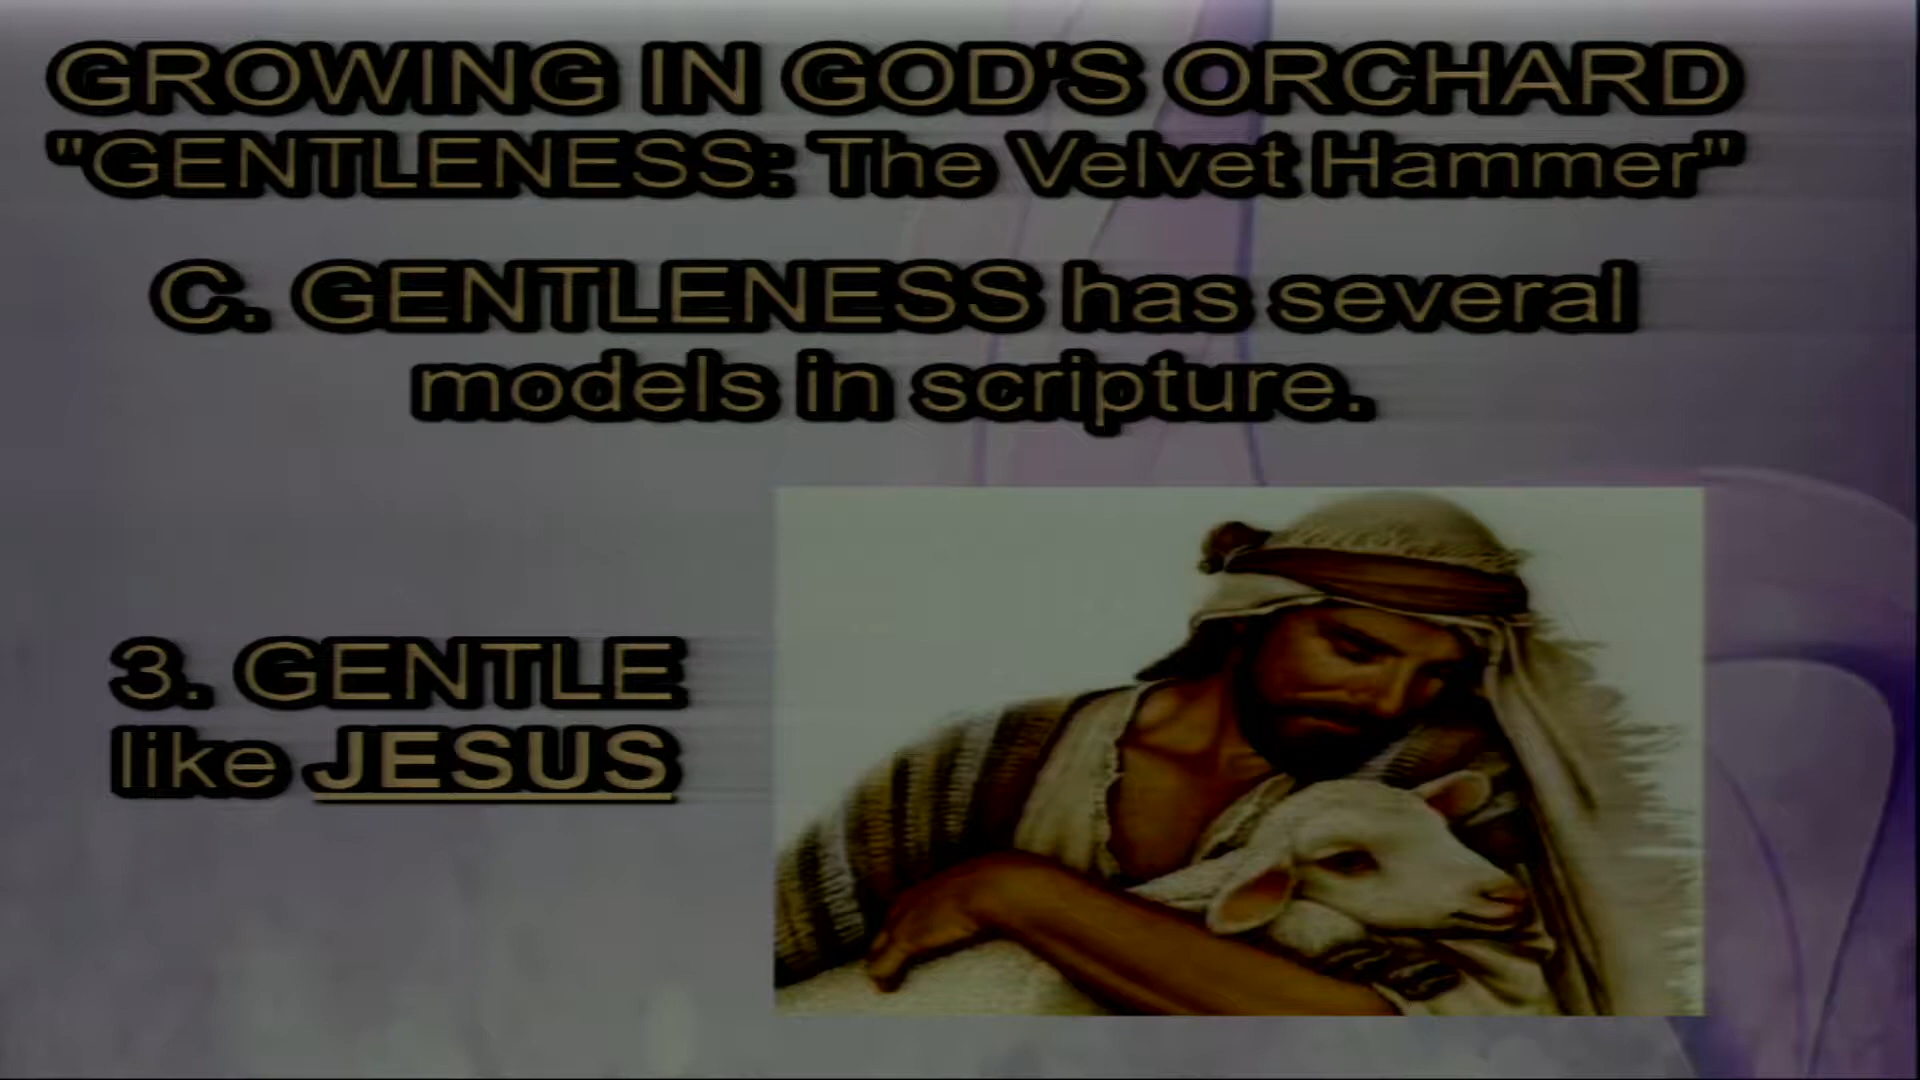 GROWING IN GOD'S ORCHARD
"GENTLENESS: The Velvet Hammer"
C. GENTLENESS has several
models in scripture.
3. GENTLE
like JESUS